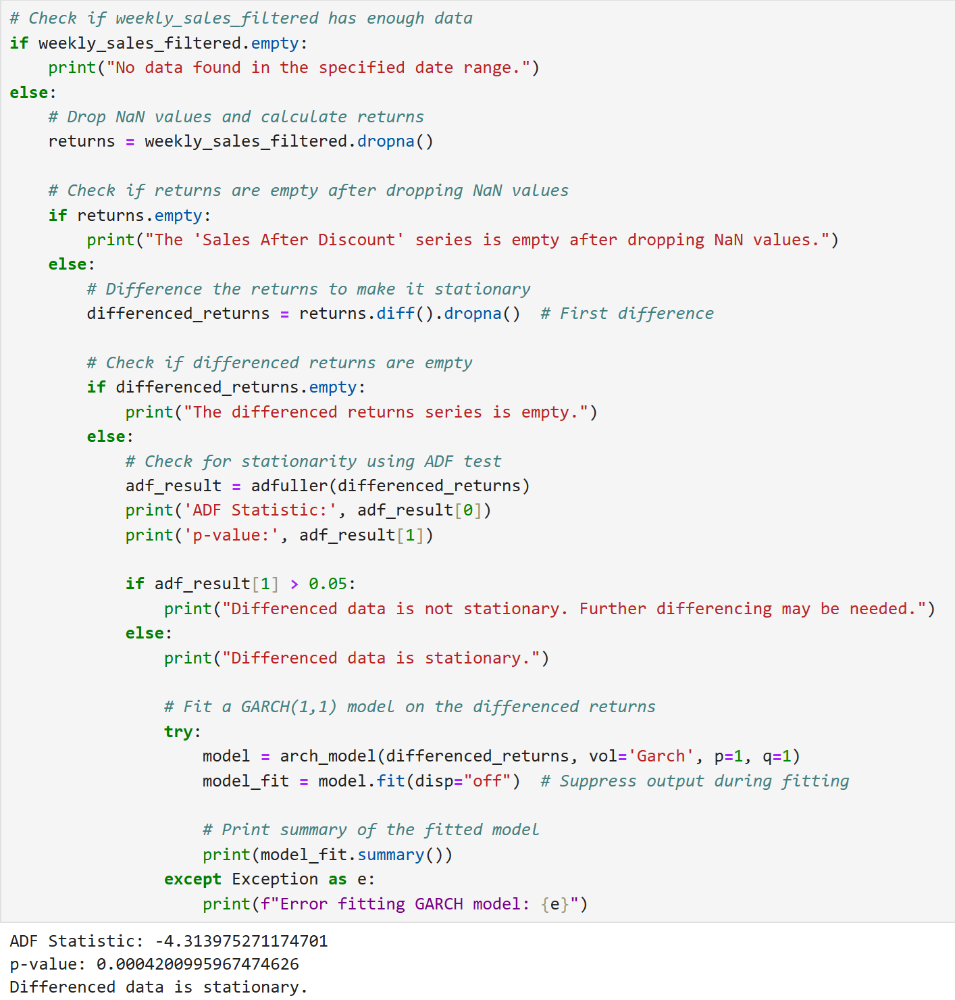 # Check if weekly_sales_filtered has enough data
if weekly_sales_filtered.empty:
    print("No data found in the specified date range.")
else:
    # Drop NaN values and calculate returns
    returns = weekly_sales_filtered.dropna()

    # Check if returns are empty after dropping NaN values
    if returns.empty:
        print("The 'Sales After Discount' series is empty after dropping NaN values.")
    else:
        # Difference the returns to make it stationary
        differenced_returns = returns.diff().dropna()  # First difference

        # Check if differenced returns are empty
        if differenced_returns.empty:
            print("The differenced returns series is empty.")
        else:
            # Check for stationarity using ADF test
            adf_result = adfuller(differenced_returns)
            print('ADF Statistic:', adf_result[0])
            print('p-value:', adf_result[1])

            if adf_result[1] > 0.05:
                print("Differenced data is not stationary. Further differencing may be needed.")
            else:
                print("Differenced data is stationary.")

                # Fit a GARCH(1,1) model on the differenced returns
                try:
                    model = arch_model(differenced_returns, vol='Garch', p=1, q=1)
                    model_fit = model.fit(disp="off")  # Suppress output during fitting

                    # Print summary of the fitted model
                    print(model_fit.summary())
                except Exception as e:
                    print(f"Error fitting GARCH model: {e}")
ADF Statistic: -4.313975271174701
p-value: 0.0004200995967474626
Differenced data is stationary.